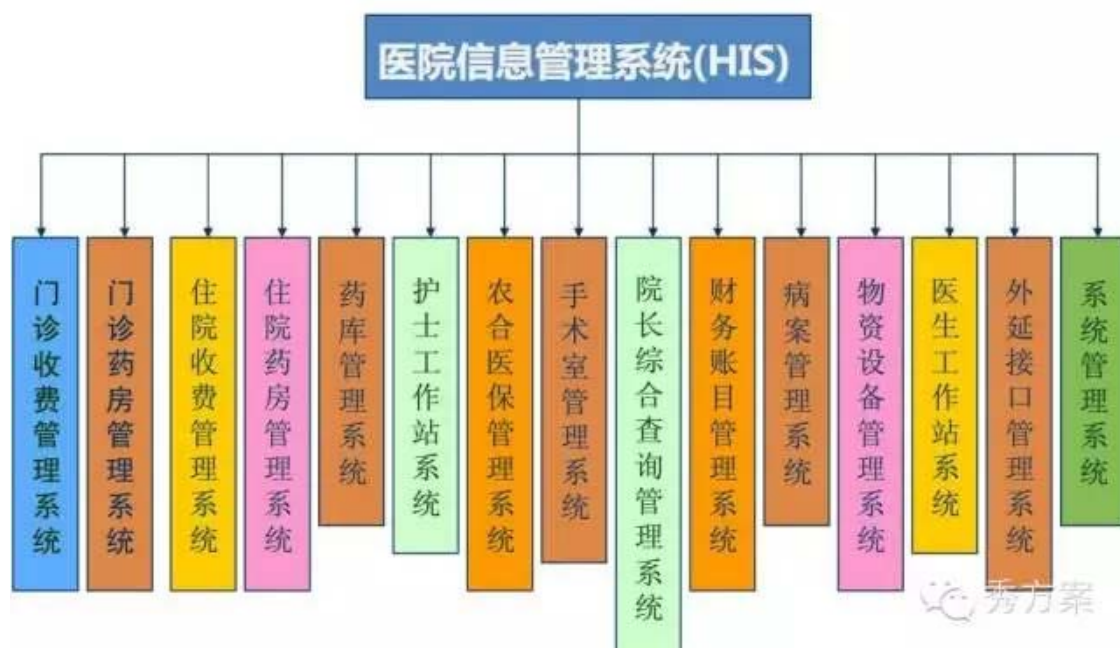 医院信息管理系统(HIS)
门诊收费管理系统
门诊药房管理系统
住院收费管理系统
住院药房管理系统
药库管理系统
护士工作站系统
农合医保管理系统
手术室管理系统
院长综合查询管理系统
财务账目管理系统
病案管理系统
物资设备管理系统
医生工作站系统
外延接口管理系统
系统管理系统
秀方案